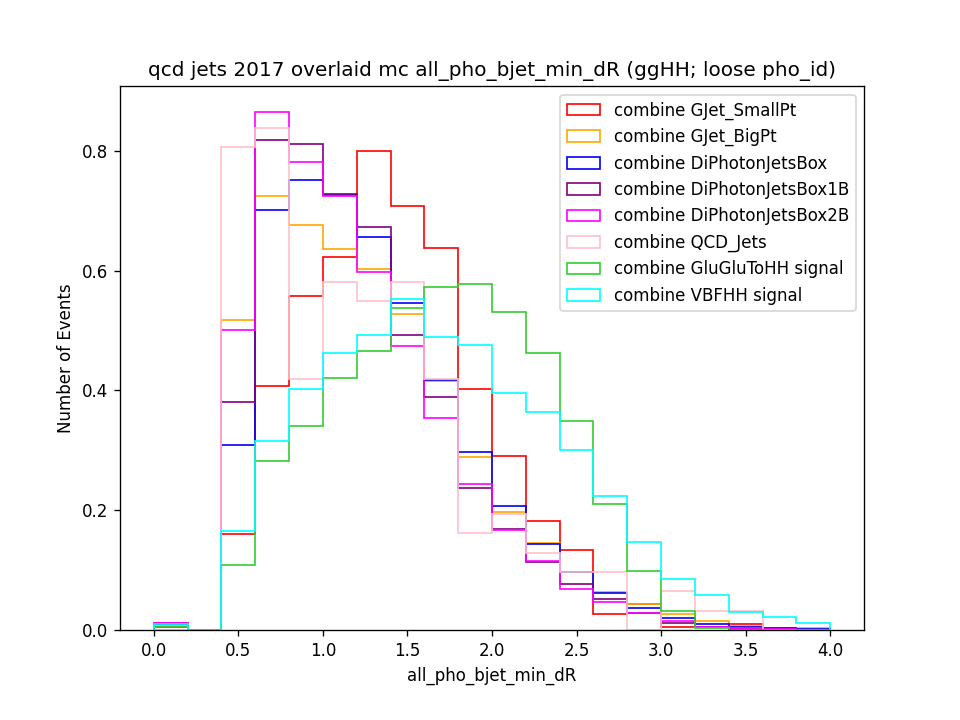 qcd jets 2017 overlaid mc all_pho_bjet_min_dR (ggHH; loose pho_id)
combine GJet_SmallPt
combine GJet_BigPt
combine DiPhotonJetsBox
combine DiPhotonJetsBox1B
combine DiPhotonJetsBox2B
combine QCD_Jets
combine GluGluToHH signal
combine VBFHH signal
Number of Events
0.8
0.6
0.4
0.2
0.0
0.0 0.5 1.0 1.5 2.0 2.5 3.0 3.5 4.0
all_pho_bjet_min_dR